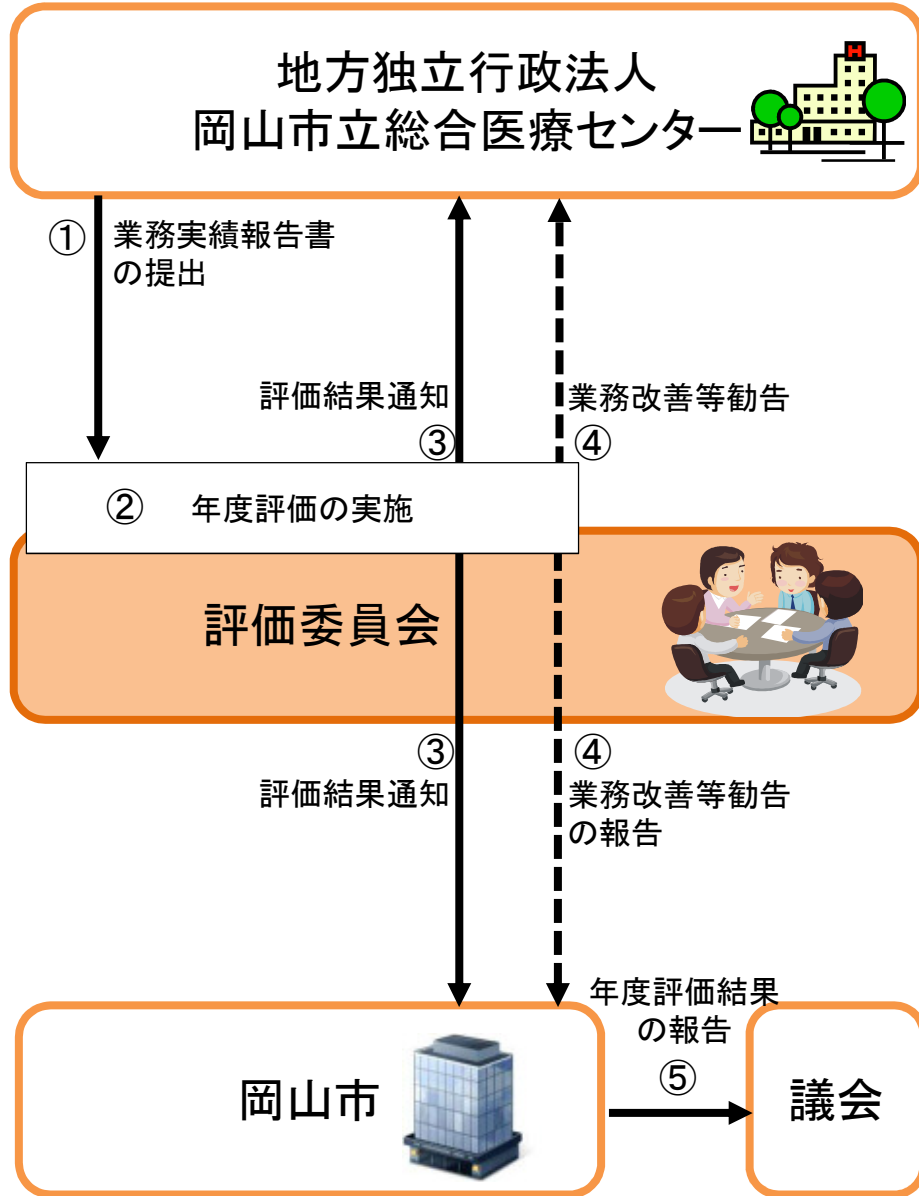 地方独立行政法人
岡山市立総合医療センター
H
① 業務実績報告書
の提出
評価結果通知
③
業務改善等勧告
④
② 年度評価の実施
評価委員会
③
評価結果通知
④
業務改善等勧告
の報告
年度評価結果
の報告
⑤
岡山市
議会